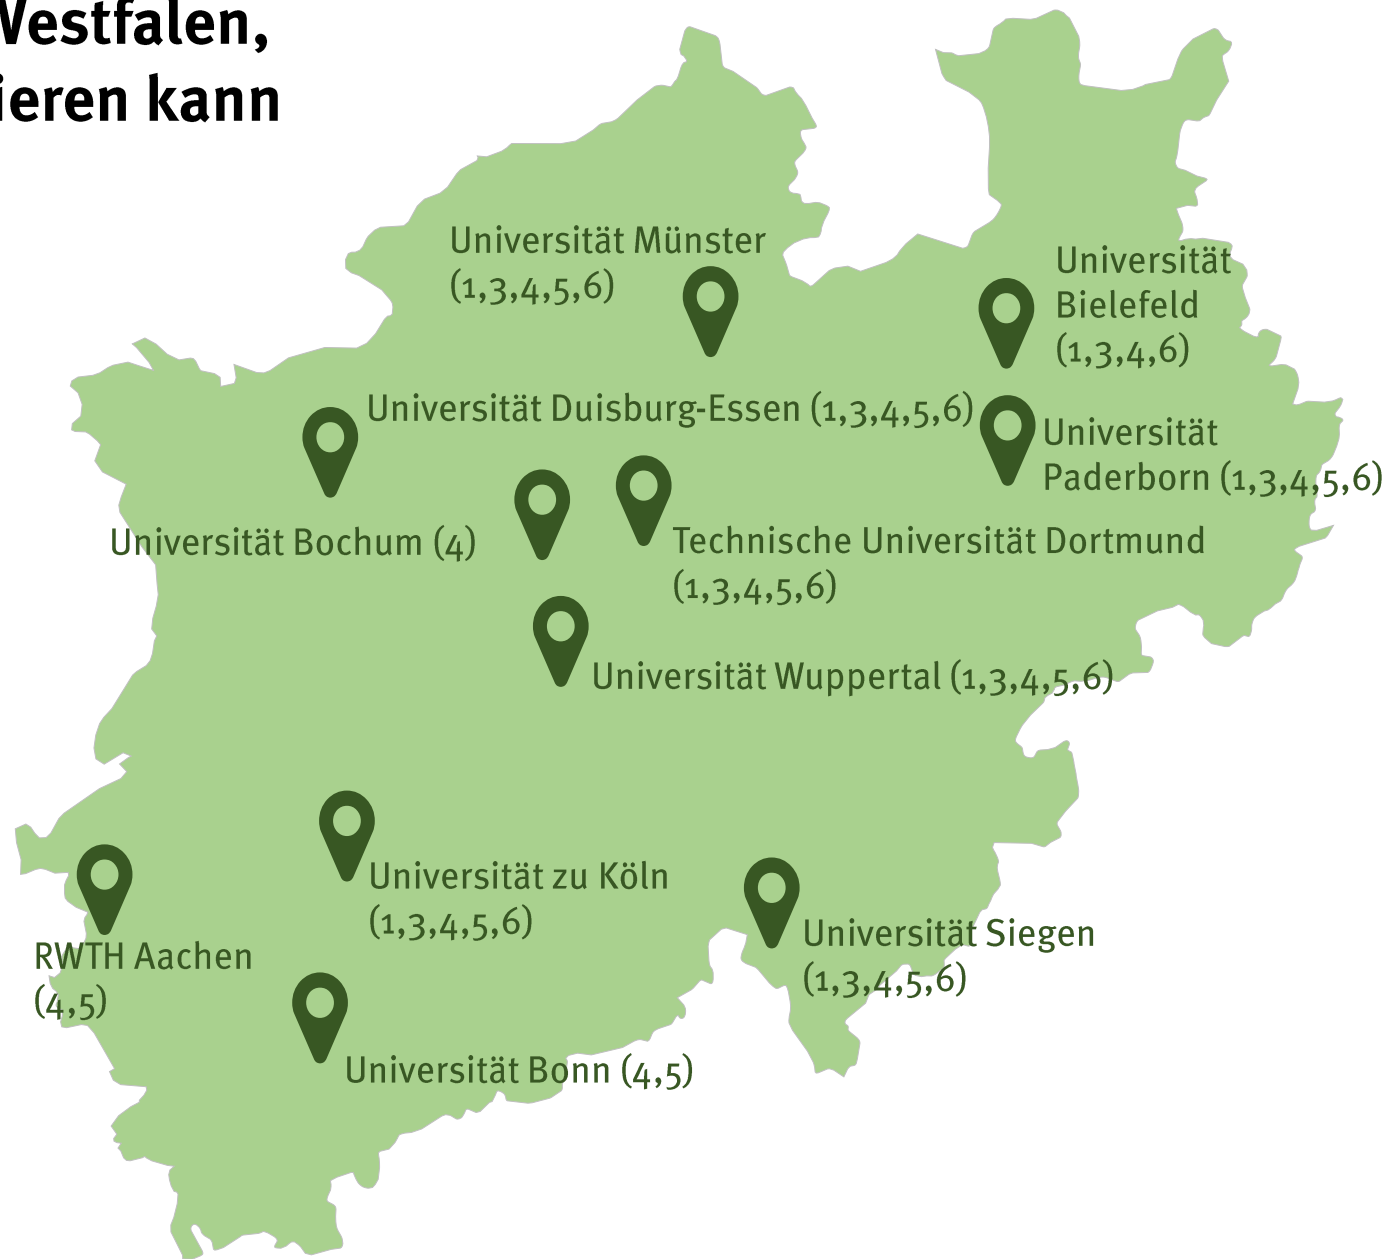 Westfalen,
ieren kann
Universität Münster
(1,3,4,5,6)
Universität
Bielefeld
(1,3,4,6)
Universität Duisburg-Essen (1,3,4,5,6)
Universität
Paderborn (1,3,4,5,6)
Universität Bochum (4)
Technische Universität Dortmund
(1,3,4,5,6)
Universität Wuppertal (1,3,4,5,6)
Universität zu Köln
(1,3,4,5,6)
Universität Siegen
(1,3,4,5,6)
RWTH Aachen
(4,5)
Universität Bonn (4,5)